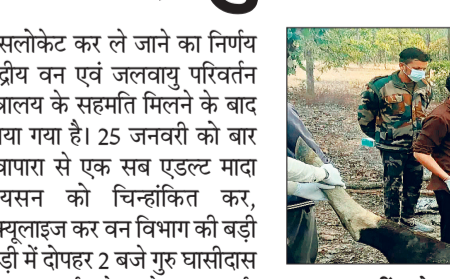 सलोकेट कर ले जाने का निर्णय
द्रीय वन एवं जलवायु परिवर्तन
त्रालय के सहमति मिलने के बाद
या गया है। 25 जनवरी को बार
वापारा से एक सब एडल्ट मादा
यसन को चिन्हांकित कर,
म्यूलाइज कर वन विभाग की बड़ी
ड़ी में दोपहर 2 बजे गुरु घासीदास